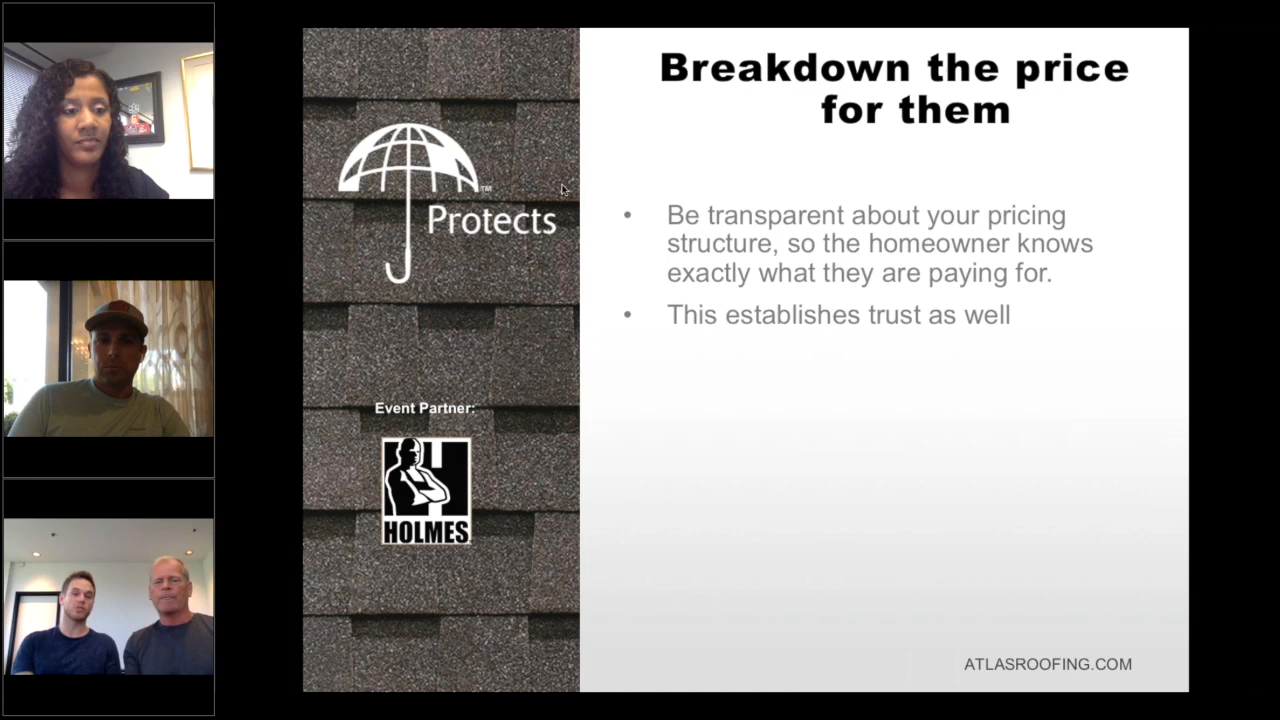 Breakdown the price
for them
™
Protects
• Be transparent about your pricing
structure, so the homeowner knows
exactly what they are paying for.
• This establishes trust as well
Event Partner:
HOLMES
ATLASROOFING.COM